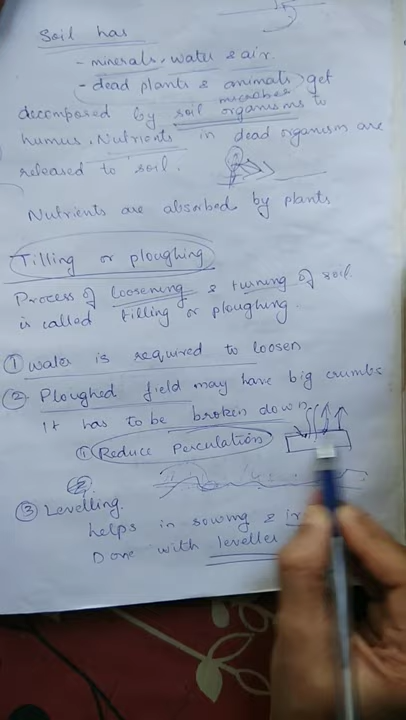 Soil has
- minerals, water & air.
- dead plants & animals get
microbes
decomposed by soil organisms to
humus. Nutrients in dead organism are
released to soil.
Nutrients are absorbed by plants
Tilling or ploughing
Process of loosening & turning of soil
is called tilling or ploughing.
① water is required to loosen
② Ploughed field may have big crumbs
It has to be broken down
① Reduce Perculation
②
③ Levelling.
helps in sowing &
Done with leveller